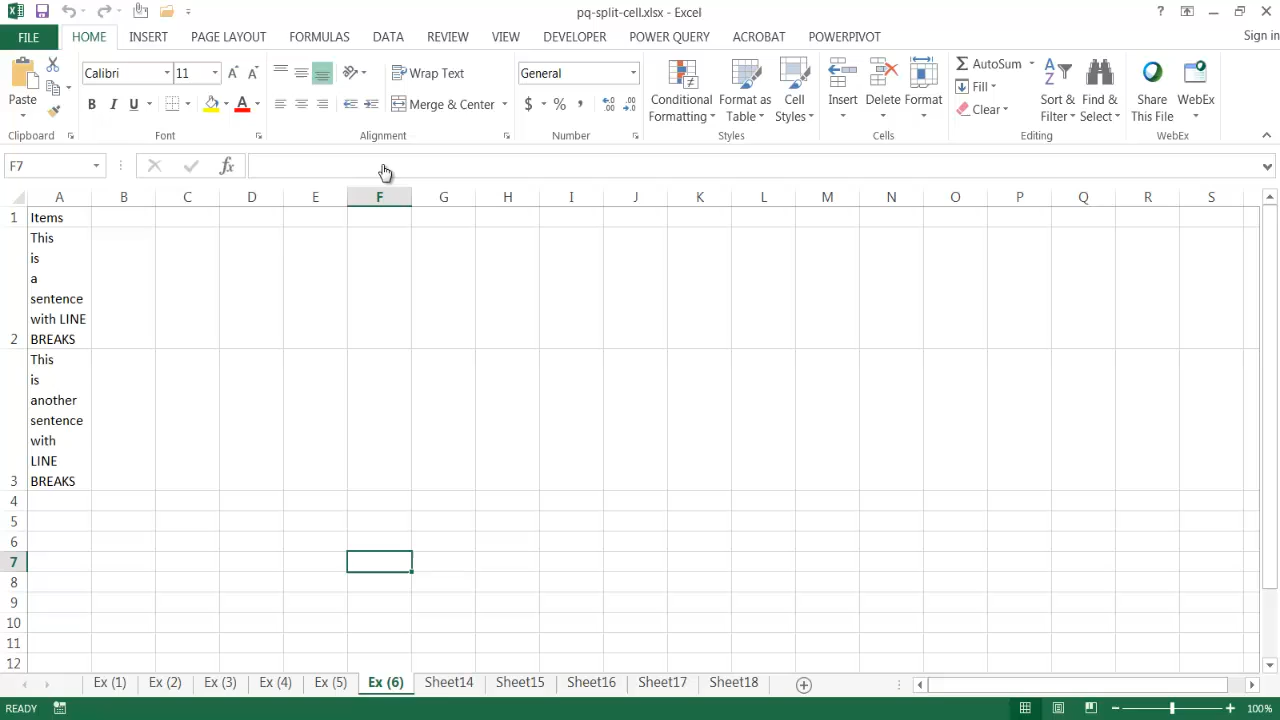 pq-split-cell.xlsx - Excel
Sign in
FILE HOME INSERT PAGE LAYOUT FORMULAS DATA REVIEW VIEW DEVELOPER POWER QUERY ACROBAT POWERPIVOT
Paste
Calibri 11
B I U A
Wrap Text
Merge & Center
General
$ % ,
Conditional Formatting
Format as Table
Cell Styles
Insert
Delete
Format
AutoSum
Fill
Clear
Sort & Filter
Find & Select
Share This File
WebEx
Clipboard Font Alignment Number Styles Cells Editing WebEx
F7
fx
A B C D E F G H I J K L M N O P Q R S
1 Items
This
is
a
sentence
with LINE
2 BREAKS
This
is
another
sentence
with
LINE
3 BREAKS
4
5
6
7
8
9
10
11
12
Ex (1) Ex (2) Ex (3) Ex (4) Ex (5) Ex (6) Sheet14 Sheet15 Sheet16 Sheet17 Sheet18
READY 100%